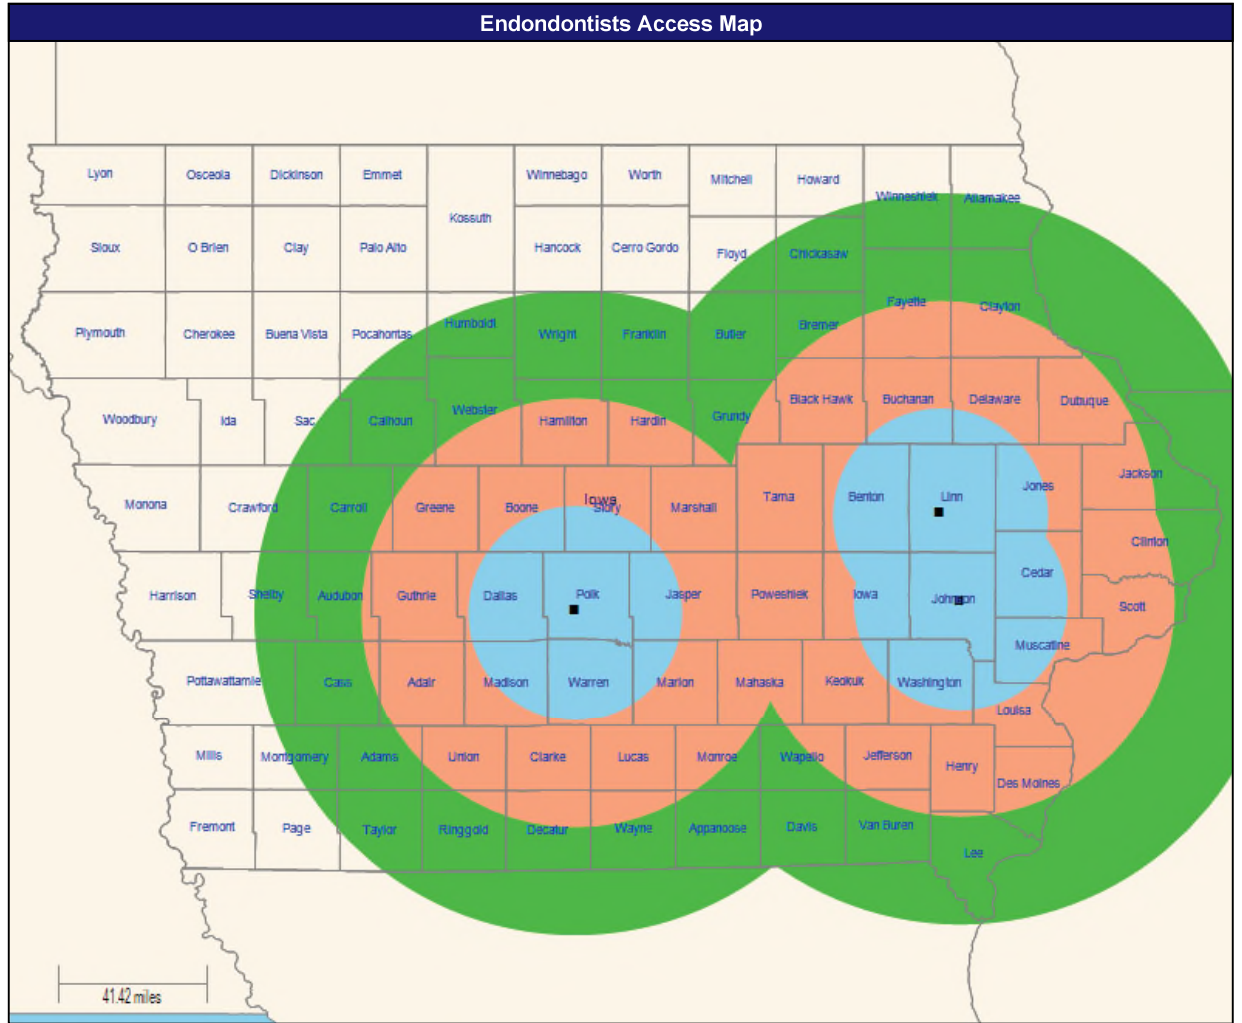 Endondontists Access Map
Lyon Osceola Dickinson Emmet Winnebago Worth Mitchell Howard
Winneshiek Allamakee
Kossuth
Sioux O Brien Clay Palo Alto Hancock Cerro Gordo Floyd Chickasaw
Fayette Clayton
Plymouth Cherokee Buena Vista Pocahontas Humboldt Wright Franklin Butler Bremer
Woodbury Ida Sac Calhoun Webster Hamilton Hardin Grundy Black Hawk Buchanan Delaware Dubuque
Monona Crawford Carroll Greene Boone Story Marshall Tama Benton Linn Jones Jackson
Iowa
Clinton
Harrison Shelby Audubon Guthrie Dallas Polk Jasper Poweshiek Iowa Johnson Cedar Scott
Muscatine
Pottawattamie Cass Adair Madison Warren Marion Mahaska Keokuk Washington
Louisa
Mills Montgomery Adams Union Clarke Lucas Monroe Wapello Jefferson Henry
Des Moines
Fremont Page Taylor Ringgold Decatur Wayne Appanoose Davis Van Buren
Lee
41.42 miles